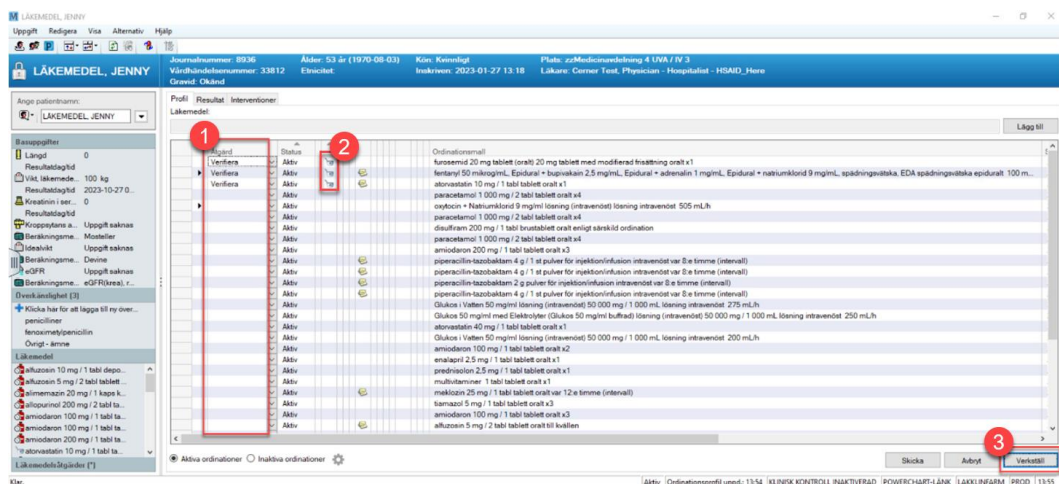 LÄKEMEDEL, JENNY
Uppgift Redigera Visa Alternativ Hjälp
LÄKEMEDEL, JENNY
Journalnummer: 8936 Ålder: 53 år (1970-08-03) Kön: Kvinnligt Plats: zzMedicinavdelning 4 UVA / IV 3
Vårdhändelsenummer: 33812 Etnicitet: Inskriven: 2023-01-27 13:18 Läkare: Cerner Test, Physician - Hospitalist - HSAID_Here
Gravid: Okänd
Ange patientnamn:
LÄKEMEDEL, JENNY
Basuppgifter
Längd 0
Resultatdag/tid
Vikt, läkemede... 100 kg
Resultatdag/tid 2023-10-27 0...
Kreatinin i ser... 0
Resultatdag/tid
Kroppsytans a... Uppgift saknas
Beräkningsme... Mosteller
Idealvikt Uppgift saknas
Beräkningsme... Devine
eGFR Uppgift saknas
Beräkningsme... eGFR(krea), r...
Överkänslighet (3)
Klicka här för att lägga till ny över...
penicilliner
fenoximetylpenicillin
Övrigt - ämne
Läkemedel
alfuzosin 10 mg / 1 tabl depo...
alfuzosin 5 mg / 2 tabl tablett ...
alimemazin 20 mg / 1 kaps k...
allopurinol 200 mg / 2 tabl ta...
amiodaron 100 mg / 1 tabl ta...
amiodaron 100 mg / 1 tabl ta...
amiodaron 200 mg / 1 tabl ta...
atorvastatin 10 mg / 1 tabl ta...
Läkemedelsåtgärder (*)
Profil Resultat Interventioner
Läkemedel:
Lägg till
1
2
Åtgärd Status Ordinationsmall
Verifiera Aktiv furosemid 20 mg tablett (oralt) 20 mg tablett med modifierad frisättning oralt x1
Verifiera Aktiv fentanyl 50 mikrog/mL, Epidural + bupivakain 2,5 mg/mL, Epidural + adrenalin 1 mg/mL, Epidural + natriumklorid 9 mg/mL, spädningsvätska, EDA spädningsvätska epiduralt 100 m...
Verifiera Aktiv atorvastatin 10 mg / 1 tabl tablett oralt x1
Aktiv paracetamol 1 000 mg / 2 tabl tablett oralt x4
Aktiv oxytocin + Natriumklorid 9 mg/ml lösning (intravenöst) lösning intravenöst 505 mL/h
Aktiv disulfiram 200 mg / 1 tabl brustablett oralt enligt särskild ordination
Aktiv paracetamol 1 000 mg / 2 tabl tablett oralt x4
Aktiv amiodaron 200 mg / 1 tabl tablett oralt x3
Aktiv piperacillin-tazobaktam 4 g / 1 st pulver för injektion/infusion intravenöst var 8:e timme (intervall)
Aktiv piperacillin-tazobaktam 4 g / 1 st pulver för injektion/infusion intravenöst var 8:e timme (intervall)
Aktiv piperacillin-tazobaktam 2 g pulver för injektion/infusion intravenöst var 8:e timme (intervall)
Aktiv piperacillin-tazobaktam 4 g / 1 st pulver för injektion/infusion intravenöst var 8:e timme (intervall)
Aktiv Glukos i Vatten 50 mg/ml lösning (intravenöst) 50 000 mg / 1 000 mL lösning intravenöst 275 mL/h
Aktiv Glukos 50 mg/ml med Elektrolyter (Glukos 50 mg/ml buffrad) lösning (intravenöst) 50 000 mg / 1 000 mL lösning intravenöst 250 mL/h
Aktiv atorvastatin 40 mg / 1 tabl tablett oralt x1
Aktiv Glukos i Vatten 50 mg/ml lösning (intravenöst) 50 000 mg / 1 000 mL lösning intravenöst 200 mL/h
Aktiv amiodaron 100 mg / 1 tabl tablett oralt x2
Aktiv enalapril 2,5 mg / 1 tabl tablett oralt x1
Aktiv prednisolon 2,5 mg / 1 tabl tablett oralt x1
Aktiv multivitaminer 1 tabl tablett oralt x1
Aktiv meklozin 25 mg / 1 tabl tablett oralt var 12:e timme (intervall)
Aktiv tiamazol 5 mg / 1 tabl tablett oralt x3
Aktiv amiodaron 100 mg / 1 tabl tablett oralt x3
Aktiv alfuzosin 5 mg / 2 tabl tablett oralt till kvällen
3
Aktiva ordinationer Inaktiva ordinationer
Skicka Avbryt Verkställ
Klar. Aktiv Ordinationsprofil uppd.: 13:54 KLINISK KONTROLL INAKTIVERAD POWERCHART-LÄNK LAKKLINFARM PROD 13:55